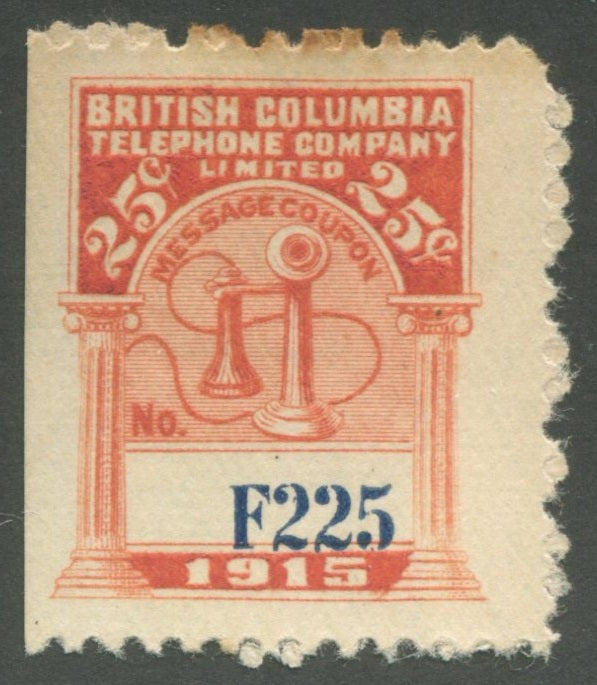 BRITISH COLUMBIA
TELEPHONE COMPANY
LIMITED
25¢ 25¢
MESSAGE COUPON
No.
F225
1915